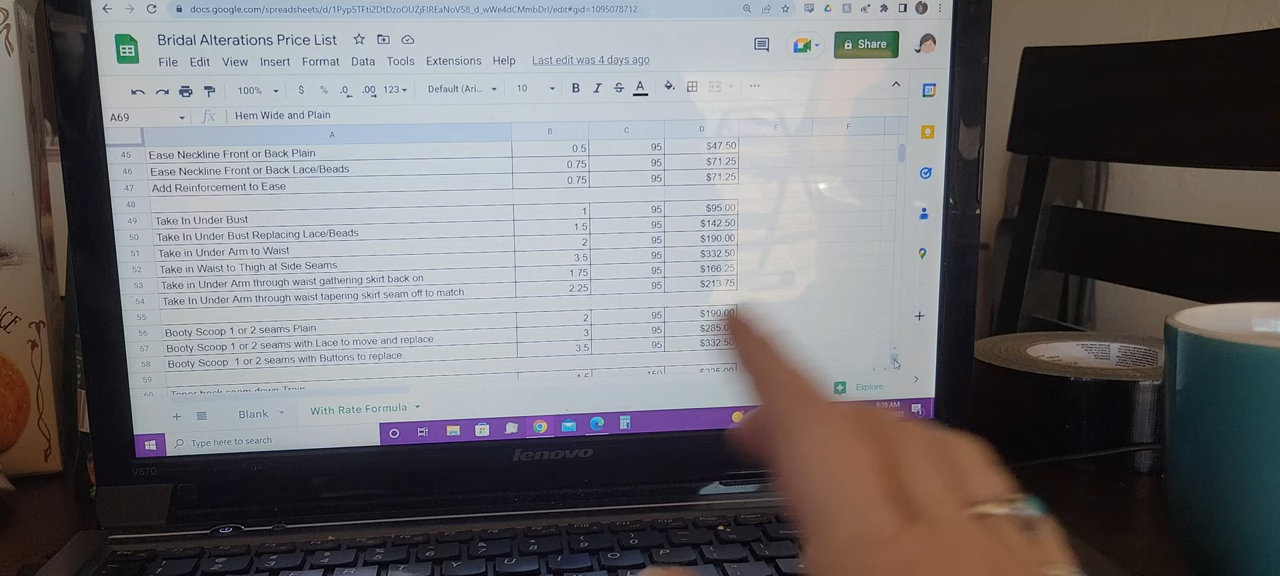 docs.google.com/spreadsheets/d/1Pyp5TFti2DtDzoOUZjFIREaNoV58_d_wWe4dCMmbDrI/edit#gid=1095078712
Bridal Alterations Price List
Share
File Edit View Insert Format Data Tools Extensions Help Last edit was 4 days ago
100% $ % .0 .00 123 Default (Ari... 10 B I S A
A69 fx Hem Wide and Plain
A B C D E F
45 Ease Neckline Front or Back Plain 0.5 95 $47.50
46 Ease Neckline Front or Back Lace/Beads 0.75 95 $71.25
47 Add Reinforcement to Ease 0.75 95 $71.25
48
49 Take In Under Bust 1 95 $95.00
50 Take In Under Bust Replacing Lace/Beads 1.5 95 $142.50
51 Take in Under Arm to Waist 2 95 $190.00
52 Take in Waist to Thigh at Side Seams 3.5 95 $332.50
53 Take in Under Arm through waist gathering skirt back on 1.75 95 $166.25
54 Take In Under Arm through waist tapering skirt seam off to match 2.25 95 $213.75
55
56 Booty Scoop 1 or 2 seams Plain 2 95 $190.00
57 Booty Scoop 1 or 2 seams with Lace to move and replace 3 95 $285.0
58 Booty Scoop 1 or 2 seams with Buttons to replace 3.5 95 $332.50
59
60
Blank With Rate Formula Explore
Type here to search
lenovo
V570